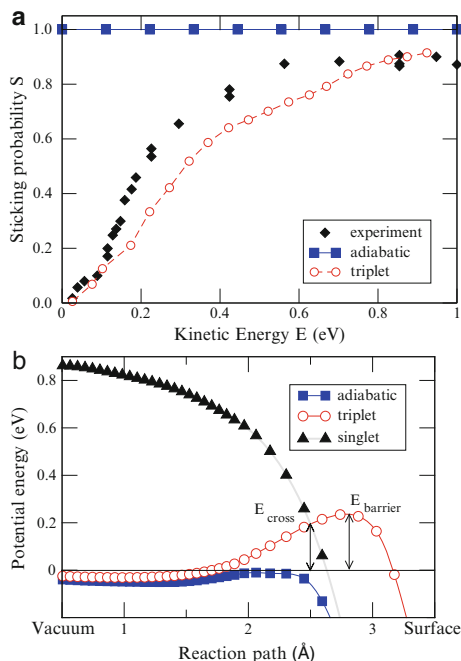 a
1.0
0.8
0.6
0.4
0.2
0.0
Sticking probability S
experiment
adiabatic
triplet
0 0.2 0.4 0.6 0.8 1
Kinetic Energy E (eV)
b
0.8
0.6
0.4
0.2
0
Potential energy (eV)
adiabatic
triplet
singlet
E cross
E barrier
Vacuum 1 2 3 Surface
Reaction path (Å)